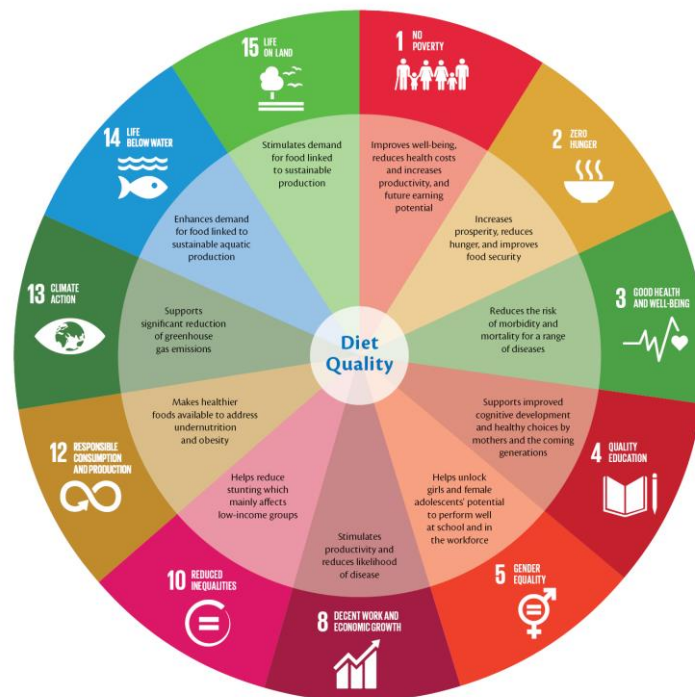 Diet
Quality
1 NO
POVERTY
Improves well-being,
reduces health costs
and increases
productivity, and
future earning
potential
2 ZERO
HUNGER
Increases
prosperity, reduces
hunger, and improves
food security
3 GOOD HEALTH
AND WELL-BEING
Reduces the risk
of morbidity and
mortality for a range
of diseases
4 QUALITY
EDUCATION
Supports improved
cognitive development
and healthy choices by
mothers and the coming
generations
5 GENDER
EQUALITY
Helps unlock
girls and female
adolescents' potential
to perform well
at school and in
the workforce
8 DECENT WORK AND
ECONOMIC GROWTH
Stimulates
productivity and
reduces likelihood
of disease
10 REDUCED
INEQUALITIES
Helps reduce
stunting which
mainly affects
low-income groups
12 RESPONSIBLE
CONSUMPTION
AND PRODUCTION
Makes healthier
foods available to address
undernutrition
and obesity
13 CLIMATE
ACTION
Supports
significant reduction
of greenhouse
gas emissions
14 LIFE
BELOW WATER
Enhances demand
for food linked to
sustainable aquatic
production
15 LIFE
ON LAND
Stimulates demand
for food linked
to sustainable
production